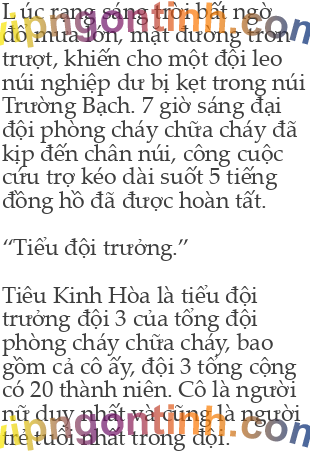 Lúc rạng sáng trời bất ngờ
đổ mưa lớn, mặt đường trơn
trượt, khiến cho một đội leo
núi nghiệp dư bị kẹt trong núi
Trường Bạch. 7 giờ sáng đại
đội phòng cháy chữa cháy đã
kịp đến chân núi, công cuộc
cứu trợ kéo dài suốt 5 tiếng
đồng hồ đã được hoàn tất.
“Tiểu đội trưởng.”
Tiêu Kinh Hòa là tiểu đội
trưởng đội 3 của tổng đội
phòng cháy chữa cháy, bao
gồm cả cô ấy, đội 3 tổng cộng
có 20 thành niên. Cô là người
nữ duy nhất và cũng là người
trẻ tuổi nhất trong đội.
vipngontinh.com
vipngontinh.com